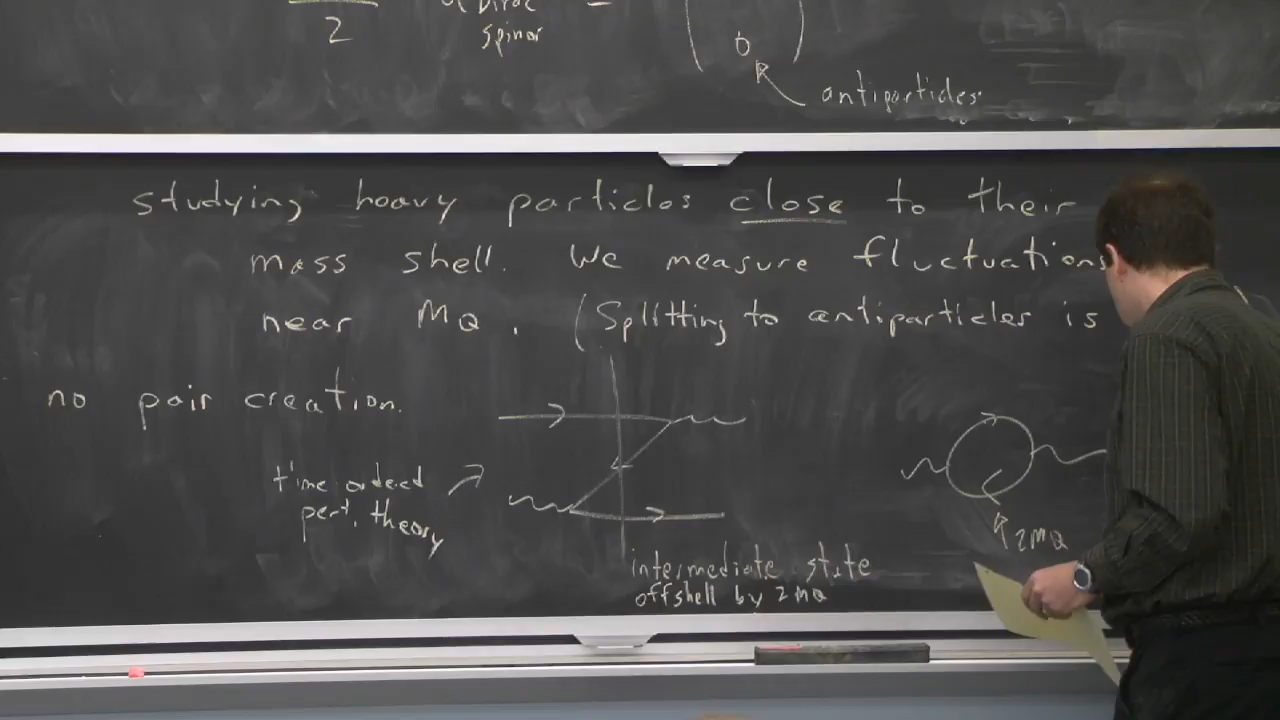 2
Dirac
spinor
0
antiparticles
studying heavy particles close to their
mass shell. We measure fluctuations
near MQ. (Splitting to antiparticles is
no pair creation.
time ordered
pert. theory
2MQ
intermediate state
offshell by 2MQ